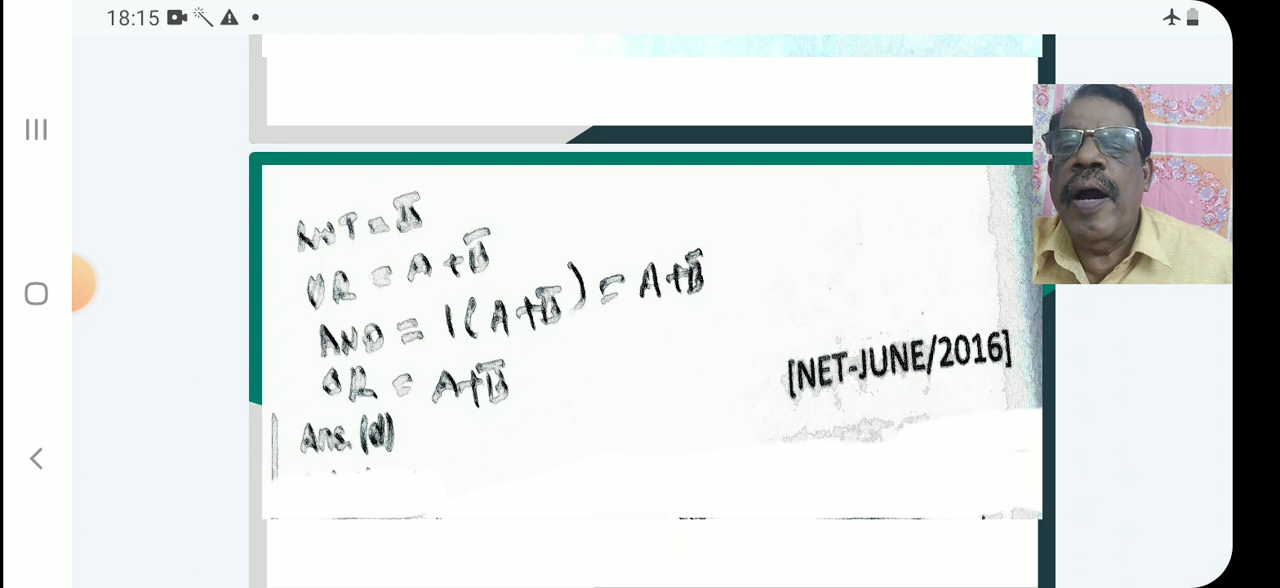 18:15
NOT = B̅
OR = A + B̅
AND = 1(A+B̅) = A+B̅
OR = A+B̅
[NET-JUNE/2016]
Ans. (d)